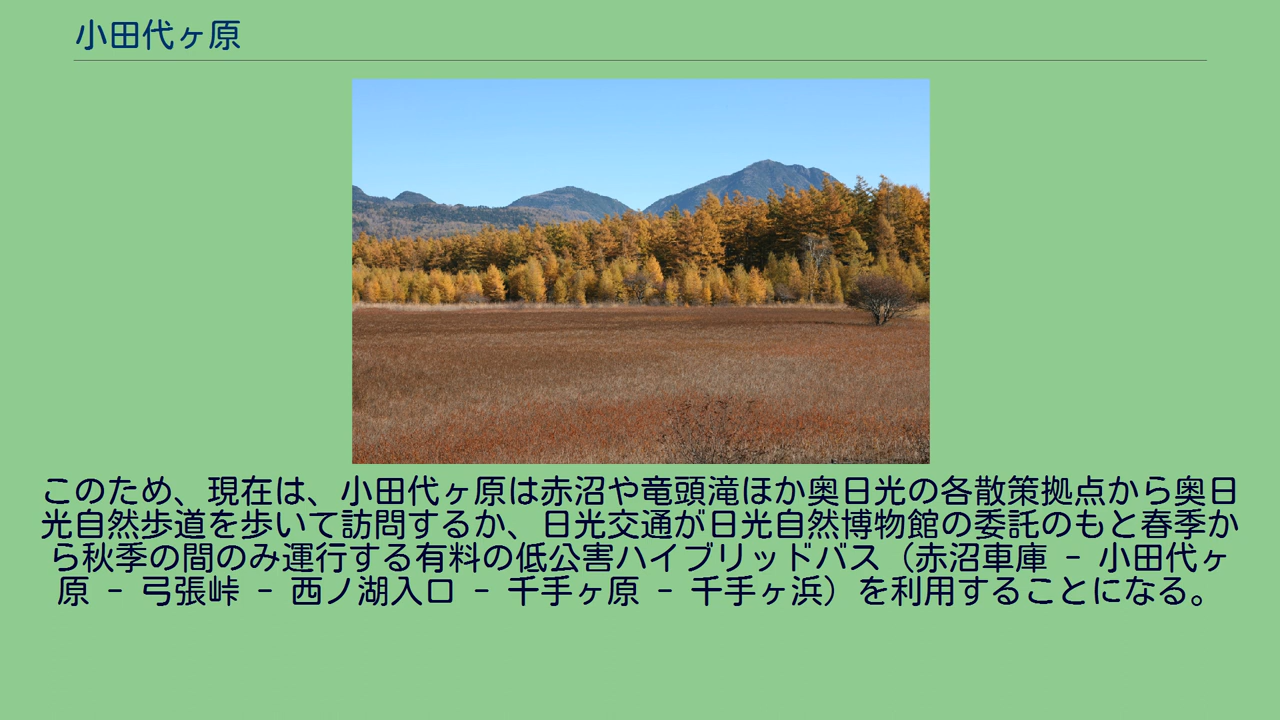 小田代ヶ原
このため、現在は、小田代ヶ原は赤沼や竜頭滝ほか奥日光の各散策拠点から奥日
光自然歩道を歩いて訪問するか、日光交通が日光自然博物館の委託のもと春季か
ら秋季の間のみ運行する有料の低公害ハイブリッドバス（赤沼車庫 - 小田代ヶ
原 - 弓張峠 - 西ノ湖入口 - 千手ヶ原 - 千手ヶ浜）を利用することになる。